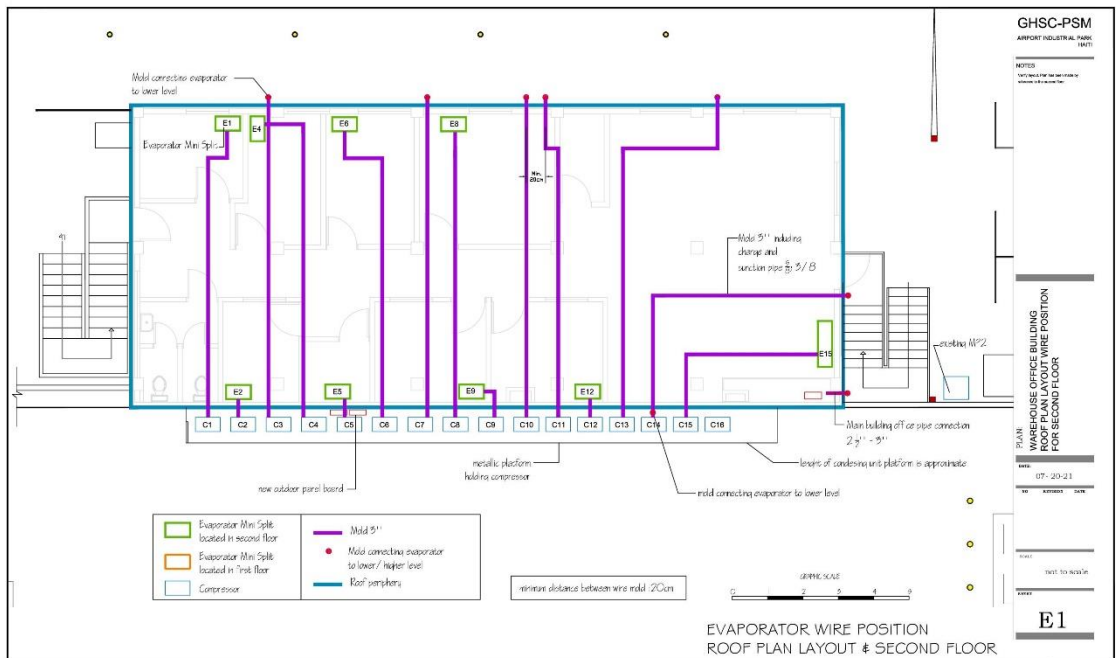 GHSC-PSM
AIRPORT INDUSTRIAL PARK
HAITI
NOTES
Mold connecting evaporator
to lower level
E1
E4
E6
E8
Evaporator Mini Split
Min.
20cm
Mold 3'' including
charge and
sunction pipe 3/8
E15
existing MP2
E2
E5
E9
E12
C1
C2
C3
C4
C5
C6
C7
C8
C9
C10
C11
C12
C13
C14
C15
C16
Main building office pipe connection
new outdoor panel board
metallic platform
holding compressor
lenght of condesing unit platform is approximate
mold connecting evaporator to lower level
Evaporator Mini Split
located in second floor
Evaporator Mini Split
located in first floor
Compressor
Mold 3''
Mold connecting evaporator
to lower/ higher level
Roof periphery
minimum distance between wire mold :20cm
GRAPHIC SCALE
EVAPORATOR WIRE POSITION
ROOF PLAN LAYOUT & SECOND FLOOR
PLAN:
WAREHOUSE OFFICE BUILDING
ROOF PLAN LAYOUT WIRE POSITION
FOR SECOND FLOOR
DATE:
07- 20-21
NO REVISED DATE
SCALE
not to scale
E1